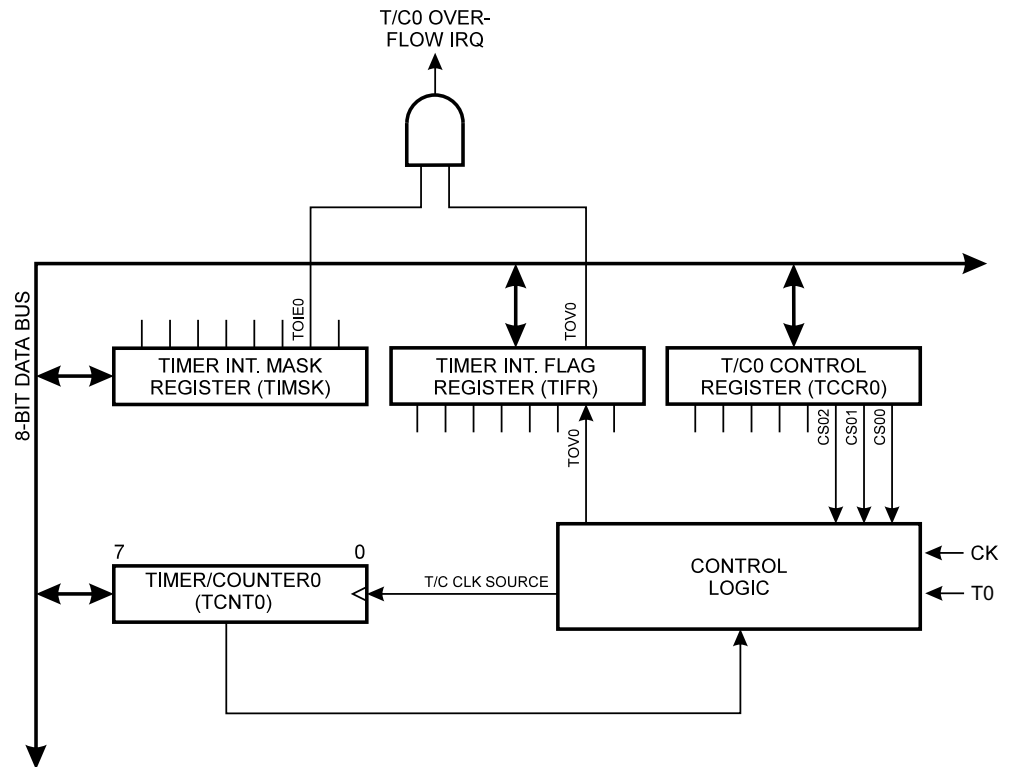 T/C0 OVER-
FLOW IRQ
8-BIT DATA BUS
TOIE0
TOV0
TIMER INT. MASK
REGISTER (TIMSK)
TIMER INT. FLAG
REGISTER (TIFR)
T/C0 CONTROL
REGISTER (TCCR0)
TOV0
CS02
CS01
CS00
7
0
TIMER/COUNTER0
(TCNT0)
T/C CLK SOURCE
CONTROL
LOGIC
CK
T0